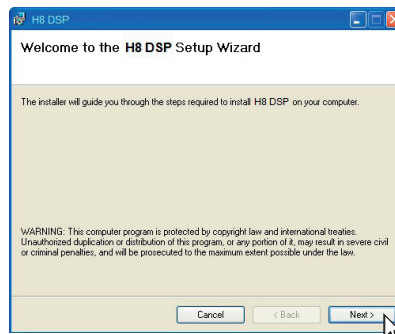 H8 DSP
Welcome to the H8 DSP Setup Wizard
The installer will guide you through the steps required to install H8 DSP on your computer.
WARNING: This computer program is protected by copyright law and international treaties.
Unauthorized duplication or distribution of this program, or any portion of it, may result in severe civil
or criminal penalties, and will be prosecuted to the maximum extent possible under the law.
Cancel
< Back
Next >